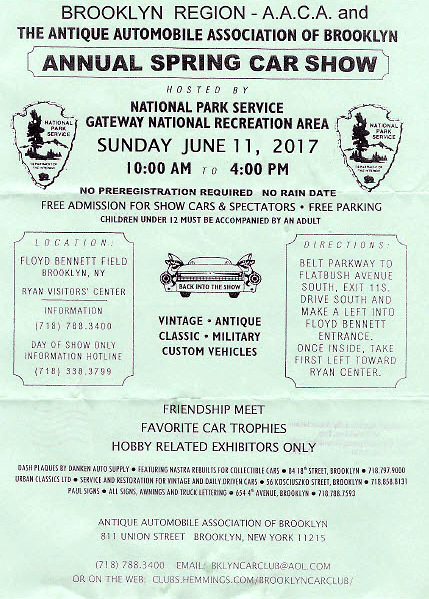 BROOKLYN REGION - A.A.C.A. and
THE ANTIQUE AUTOMOBILE ASSOCIATION OF BROOKLYN
ANNUAL SPRING CAR SHOW
HOSTED BY
NATIONAL PARK SERVICE
GATEWAY NATIONAL RECREATION AREA
SUNDAY JUNE 11, 2017
10:00 AM TO 4:00 PM
NATIONAL
PARK
SERVICE
DEPARTMENT OF
THE INTERIOR
NATIONAL
PARK
SERVICE
DEPARTMENT OF
THE INTERIOR
NO PREREGISTRATION REQUIRED NO RAIN DATE
FREE ADMISSION FOR SHOW CARS & SPECTATORS • FREE PARKING
CHILDREN UNDER 12 MUST BE ACCOMPANIED BY AN ADULT
LOCATION:
FLOYD BENNETT FIELD
BROOKLYN, NY
RYAN VISITORS' CENTER
INFORMATION
(718) 788.3400
DAY OF SHOW ONLY
INFORMATION HOTLINE
(718) 338.3799
BACK INTO THE SHOW
VINTAGE • ANTIQUE
CLASSIC • MILITARY
CUSTOM VEHICLES
DIRECTIONS:
BELT PARKWAY TO
FLATBUSH AVENUE
SOUTH, EXIT 11S.
DRIVE SOUTH AND
MAKE A LEFT INTO
FLOYD BENNETT
ENTRANCE.
ONCE INSIDE, TAKE
FIRST LEFT TOWARD
RYAN CENTER.
FRIENDSHIP MEET
FAVORITE CAR TROPHIES
HOBBY RELATED EXHIBITORS ONLY
DASH PLAQUES BY DANKEN AUTO SUPPLY • FEATURING NASTRA REBUILTS FOR COLLECTIBLE CARS • 84 18th STREET, BROOKLYN • 718.797.9000
URBAN CLASSICS LTD • SERVICE AND RESTORATION FOR VINTAGE AND DAILY DRIVEN CARS • 56 KOSCIUSZKO STREET, BROOKLYN • 718.858.8131
PAUL SIGNS • ALL SIGNS, AWNINGS AND TRUCK LETTERING • 654 4th AVENUE, BROOKLYN • 718.788.7593
ANTIQUE AUTOMOBILE ASSOCIATION OF BROOKLYN
811 UNION STREET BROOKLYN, NEW YORK 11215
(718) 788.3400 EMAIL: BKLYNCARCLUB@AOL.COM
OR ON THE WEB: CLUBS.HEMMINGS.COM/BROOKLYNCARCLUB/